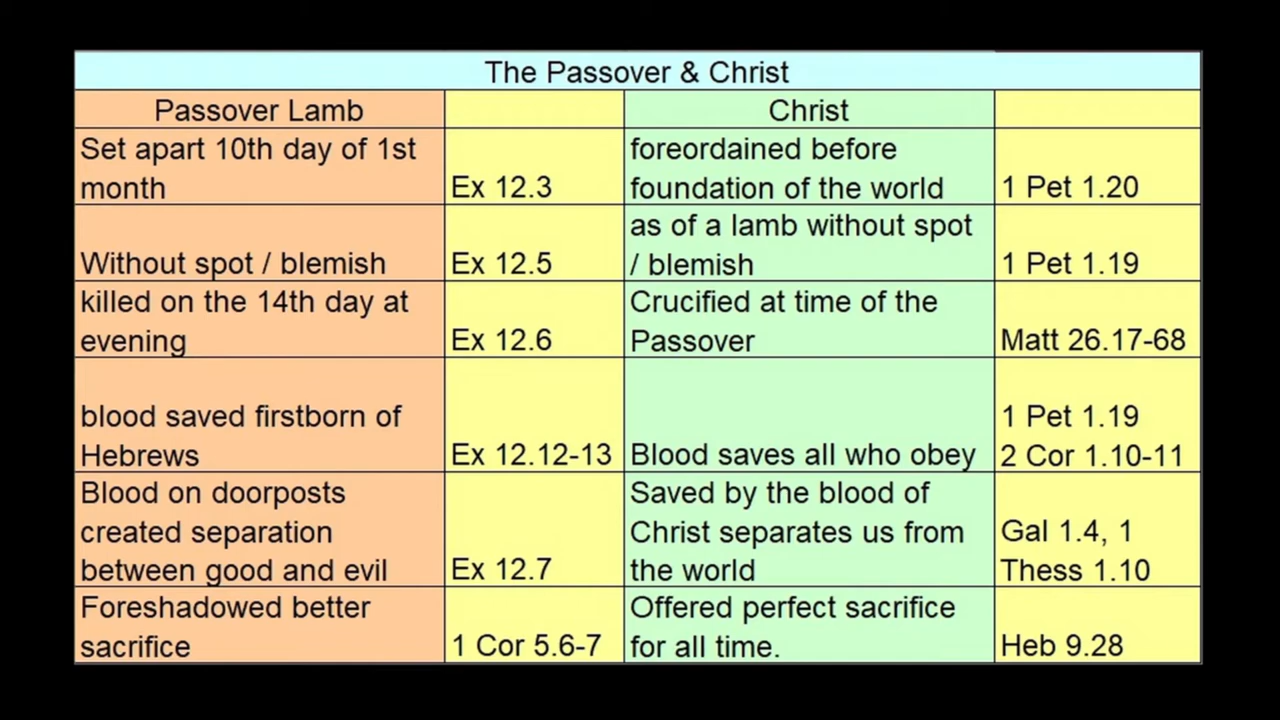 The Passover & Christ
Passover Lamb
Christ
Set apart 10th day of 1st
month
Ex 12.3
foreordained before
foundation of the world
1 Pet 1.20
Without spot / blemish
Ex 12.5
as of a lamb without spot
/ blemish
1 Pet 1.19
killed on the 14th day at
evening
Ex 12.6
Crucified at time of the
Passover
Matt 26.17-68
blood saved firstborn of
Hebrews
Ex 12.12-13
Blood saves all who obey
1 Pet 1.19
2 Cor 1.10-11
Blood on doorposts
created separation
between good and evil
Ex 12.7
Saved by the blood of
Christ separates us from
the world
Gal 1.4, 1
Thess 1.10
Foreshadowed better
sacrifice
1 Cor 5.6-7
Offered perfect sacrifice
for all time.
Heb 9.28